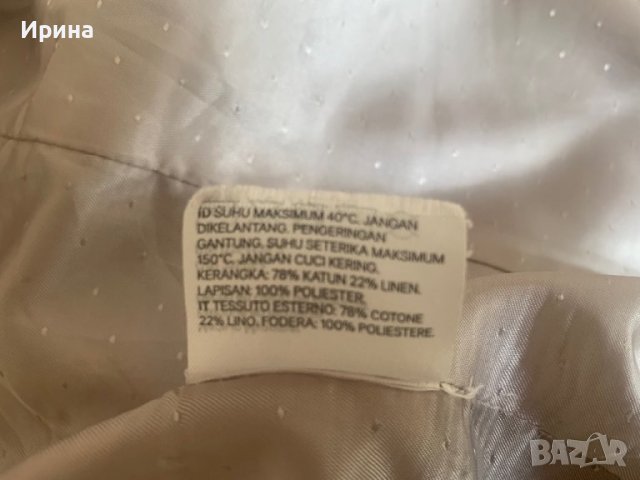 Ирина
ID SUHU MAKSIMUM 40°C. JANGAN
DIKELANTANG. PENGERINGAN
GANTUNG. SUHU SETERIKA MAKSIMUM
150°C. JANGAN CUCI KERING.
KERANGKA: 78% KATUN 22% LINEN.
LAPISAN: 100% POLIESTER.
IT TESSUTO ESTERNO: 78% COTONE
22% LINO. FODERA: 100% POLIESTERE.
BAZAR